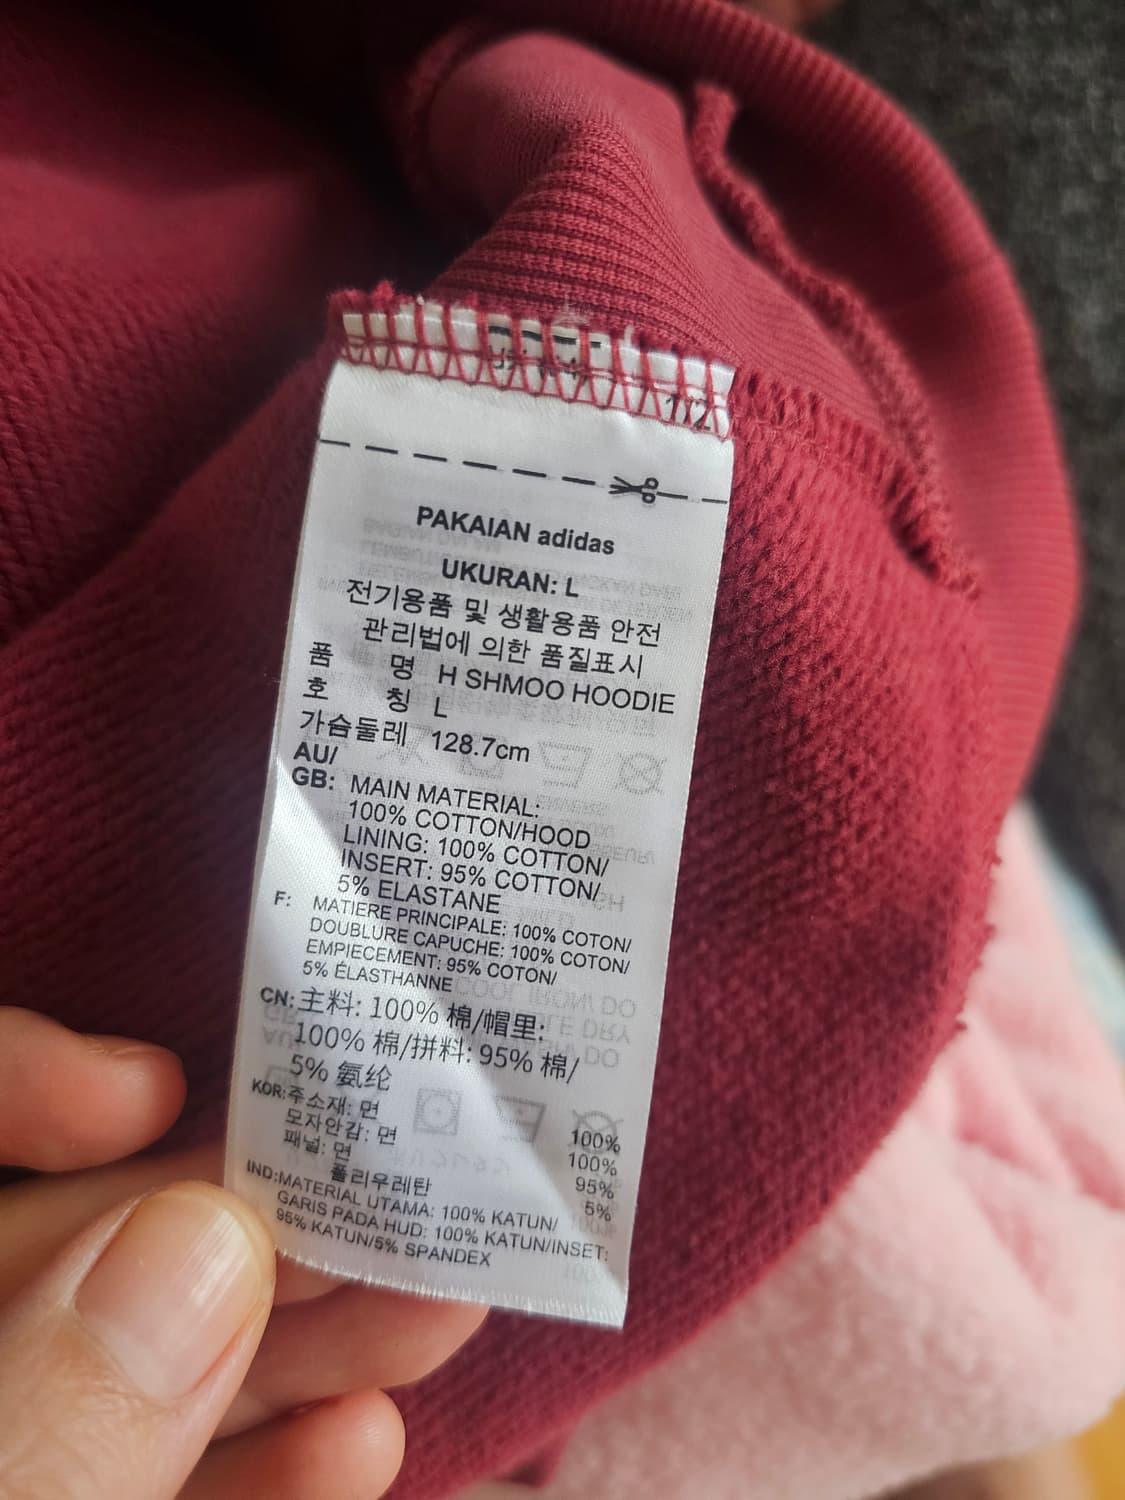 1/2
PAKAIAN adidas
UKURAN: L
전기용품 및 생활용품 안전
관리법에 의한 품질표시
품 명 H SHMOO HOODIE
호 칭 L
가슴둘레 128.7cm
AU/
GB: MAIN MATERIAL:
100% COTTON/HOOD
LINING: 100% COTTON/
INSERT: 95% COTTON/
5% ELASTANE
F: MATIERE PRINCIPALE: 100% COTON/
DOUBLURE CAPUCHE: 100% COTON/
EMPIECEMENT: 95% COTON/
5% ÉLASTHANNE
CN: 主料: 100% 棉/帽里:
100% 棉/拼料: 95% 棉/
5% 氨纶
KOR: 주소재: 면 100%
모자안감: 면 100%
패널: 면 95%
폴리우레탄 5%
IND: MATERIAL UTAMA: 100% KATUN/
GARIS PADA HUD: 100% KATUN/INSET:
95% KATUN/5% SPANDEX